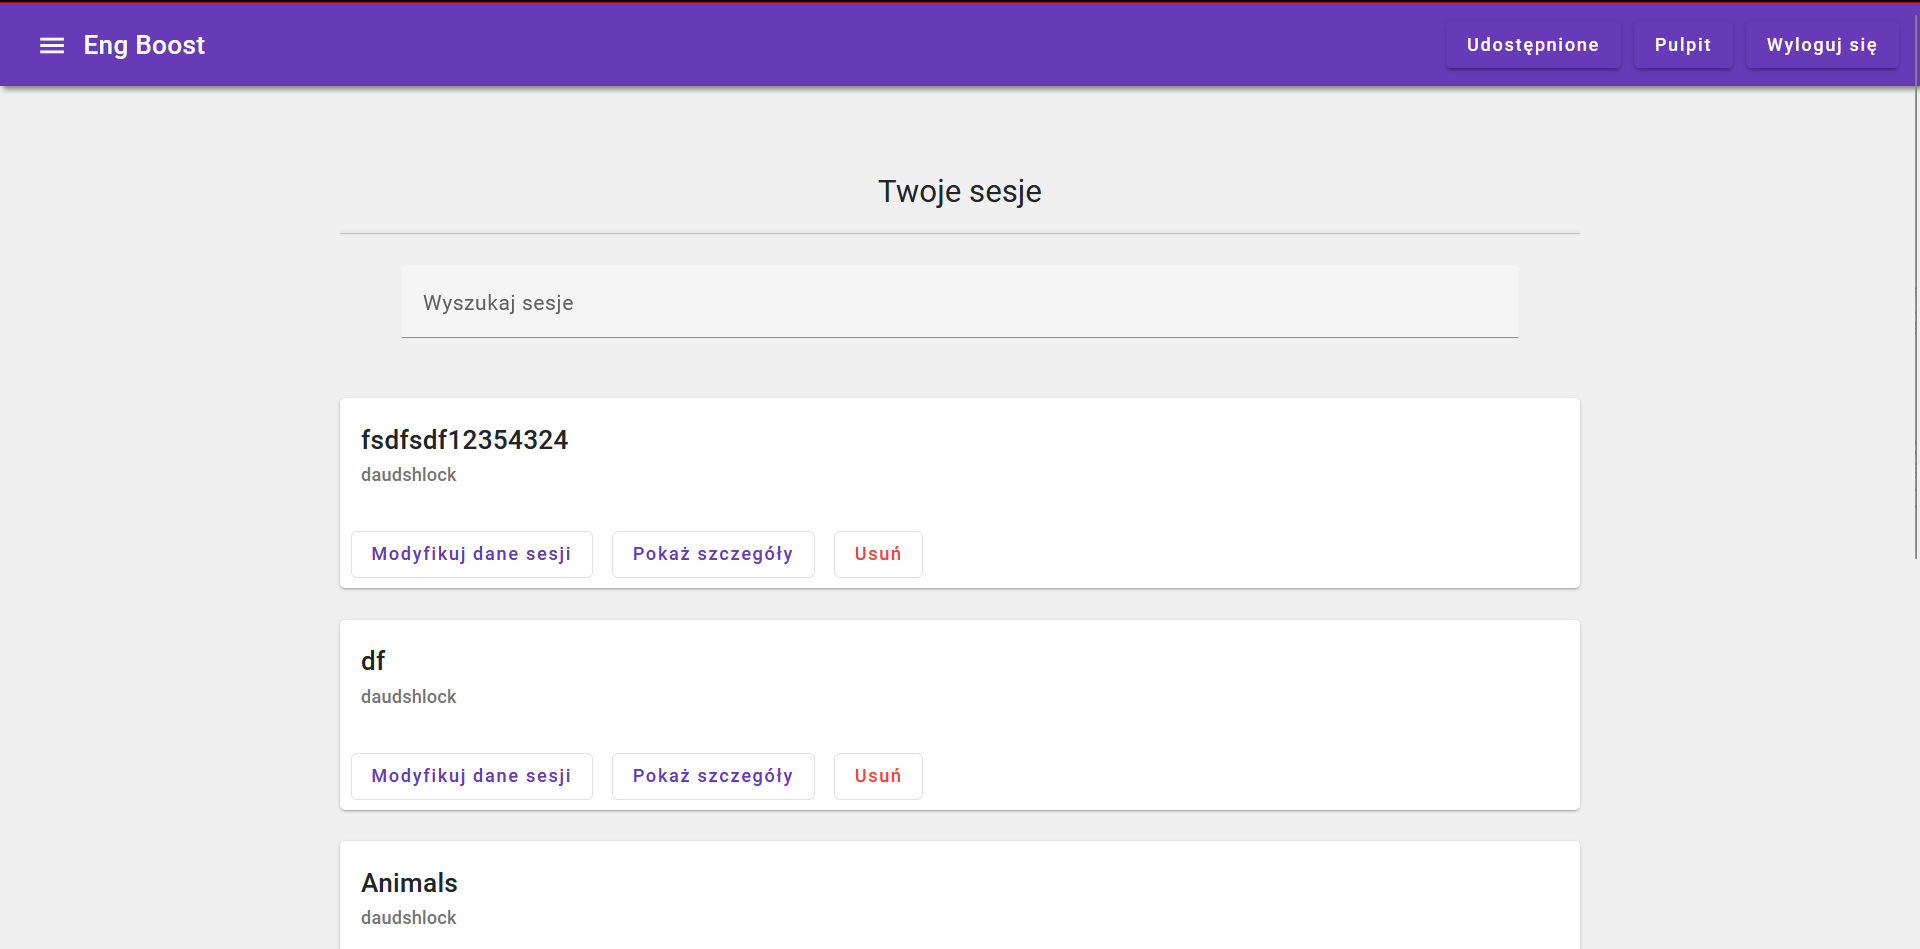 Eng Boost
Udostępnione
Pulpit
Wyloguj się
Twoje sesje
Wyszukaj sesje
fsdfsdf12354324
daudshlock
Modyfikuj dane sesji
Pokaż szczegóły
Usuń
df
daudshlock
Modyfikuj dane sesji
Pokaż szczegóły
Usuń
Animals
daudshlock